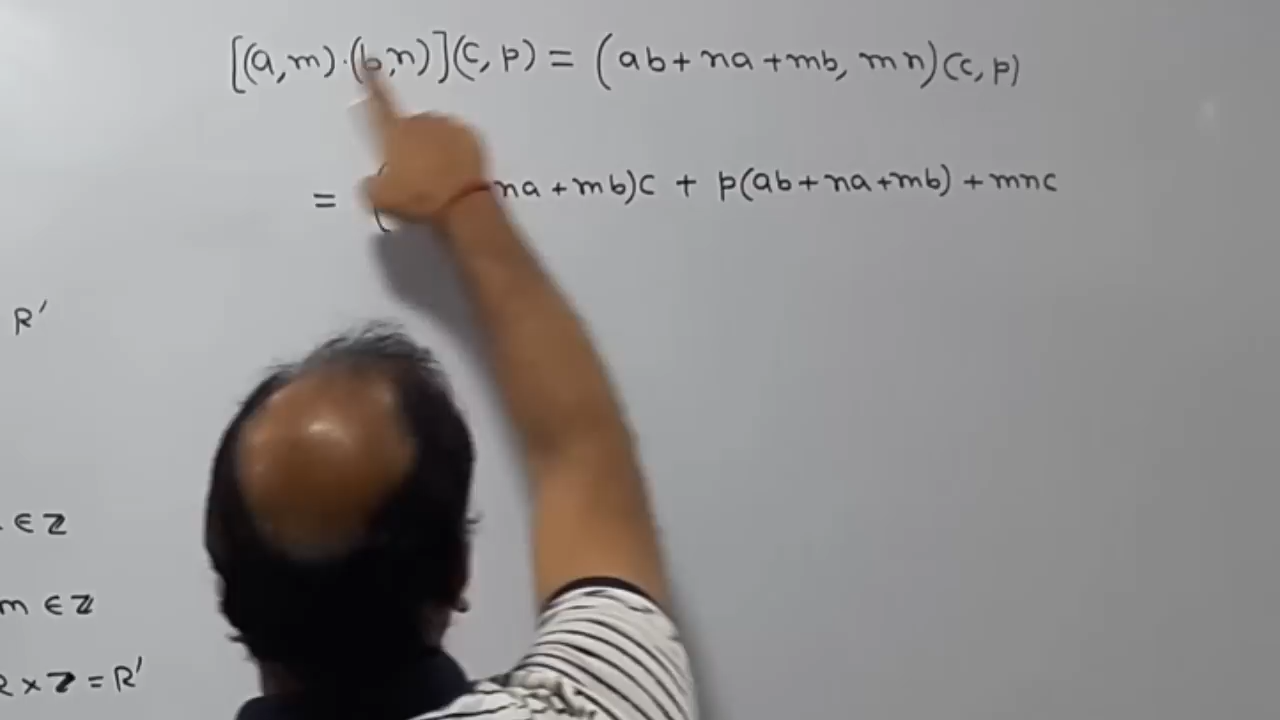 [(a,m)·(b,n)](c,p) = (ab+na+mb, mn)(c,p)
= ( na+mb)c + p(ab+na+mb) + mnc
R′
∈ Z
m ∈ Z
R × Z = R′